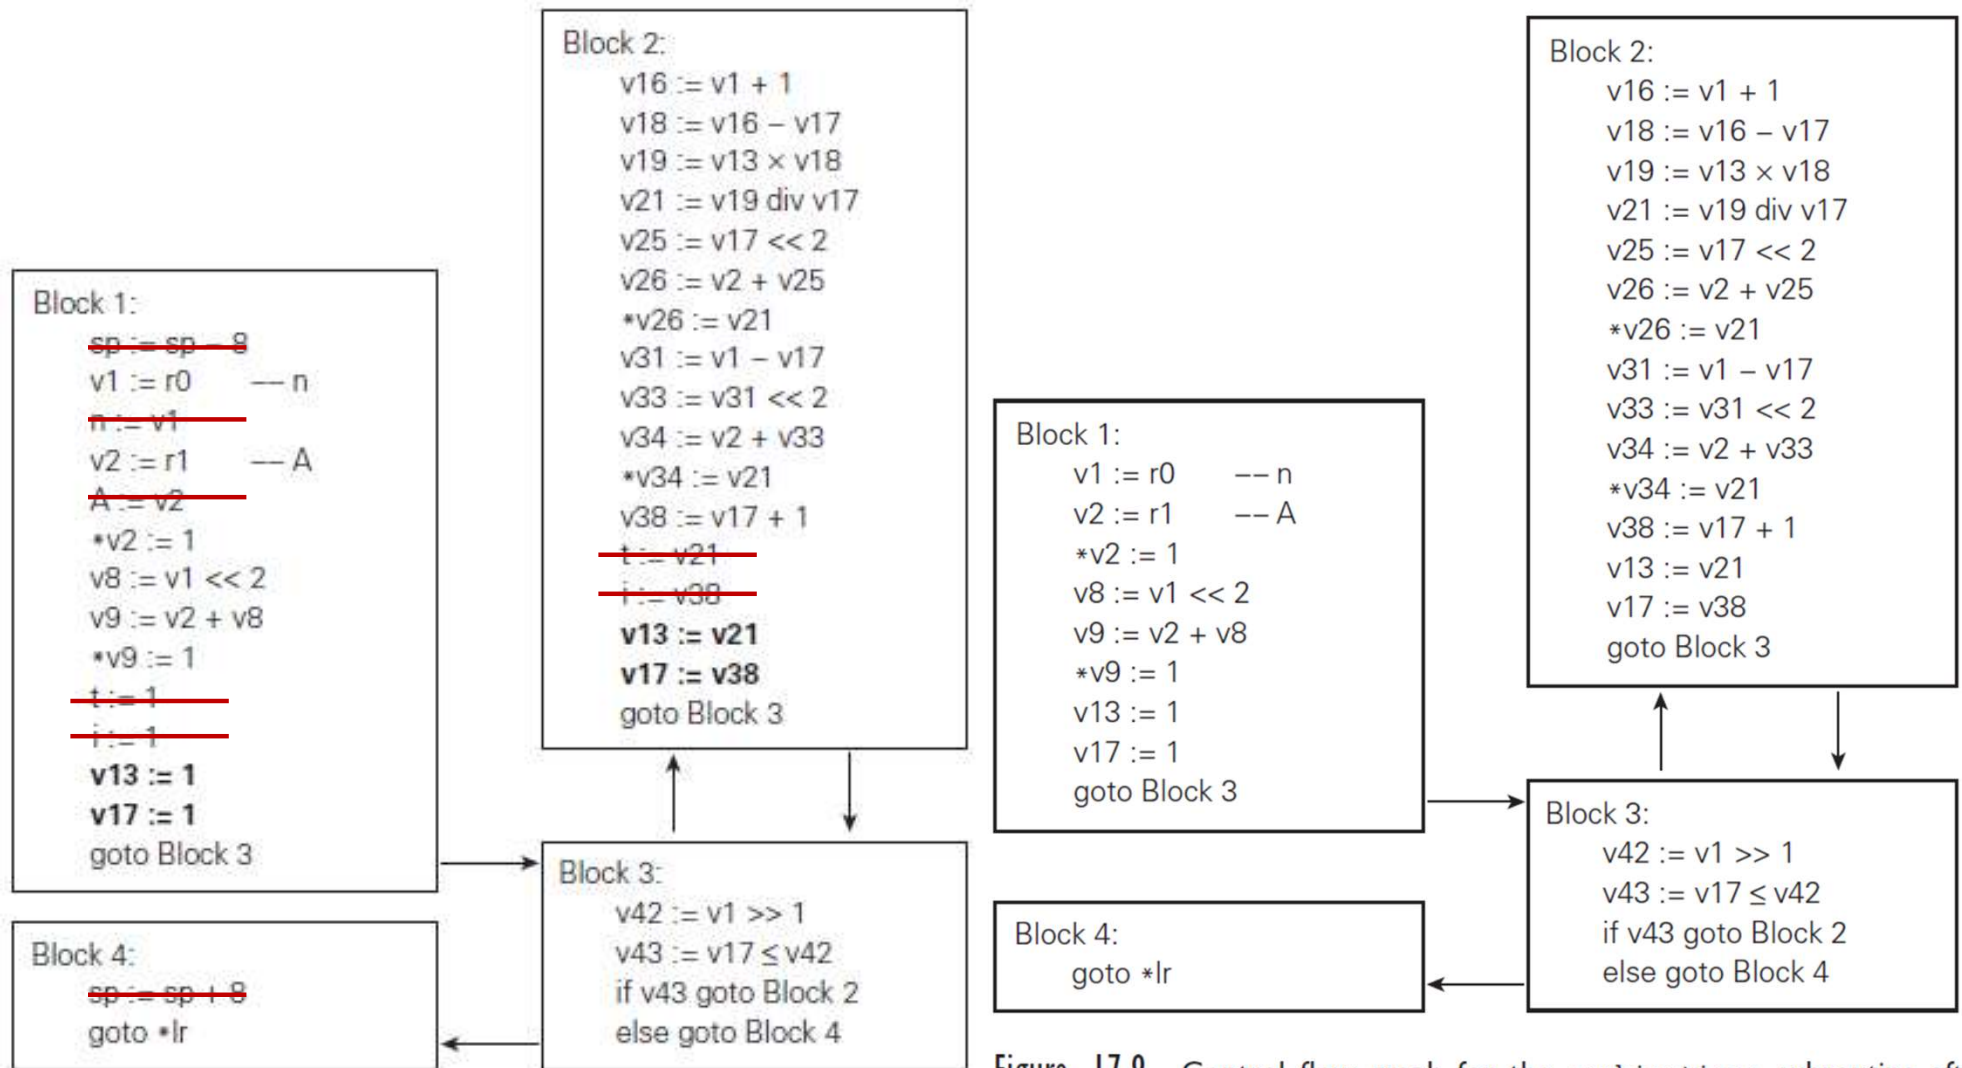 Block 1:
sp := sp – 8
v1 := r0 –– n
n := v1
v2 := r1 –– A
A := v2
*v2 := 1
v8 := v1 << 2
v9 := v2 + v8
*v9 := 1
t := 1
i := 1
v13 := 1
v17 := 1
goto Block 3
Block 4:
sp := sp + 8
goto *lr
Block 2:
v16 := v1 + 1
v18 := v16 – v17
v19 := v13 × v18
v21 := v19 div v17
v25 := v17 << 2
v26 := v2 + v25
*v26 := v21
v31 := v1 – v17
v33 := v31 << 2
v34 := v2 + v33
*v34 := v21
v38 := v17 + 1
t := v21
i := v38
v13 := v21
v17 := v38
goto Block 3
Block 3:
v42 := v1 >> 1
v43 := v17 ≤ v42
if v43 goto Block 2
else goto Block 4
Block 1:
v1 := r0 –– n
v2 := r1 –– A
*v2 := 1
v8 := v1 << 2
v9 := v2 + v8
*v9 := 1
v13 := 1
v17 := 1
goto Block 3
Block 4:
goto *lr
Block 2:
v16 := v1 + 1
v18 := v16 – v17
v19 := v13 × v18
v21 := v19 div v17
v25 := v17 << 2
v26 := v2 + v25
*v26 := v21
v31 := v1 – v17
v33 := v31 << 2
v34 := v2 + v33
*v34 := v21
v38 := v17 + 1
v13 := v21
v17 := v38
goto Block 3
Block 3:
v42 := v1 >> 1
v43 := v17 ≤ v42
if v43 goto Block 2
else goto Block 4
Figure 17.9 Control flow graph for the